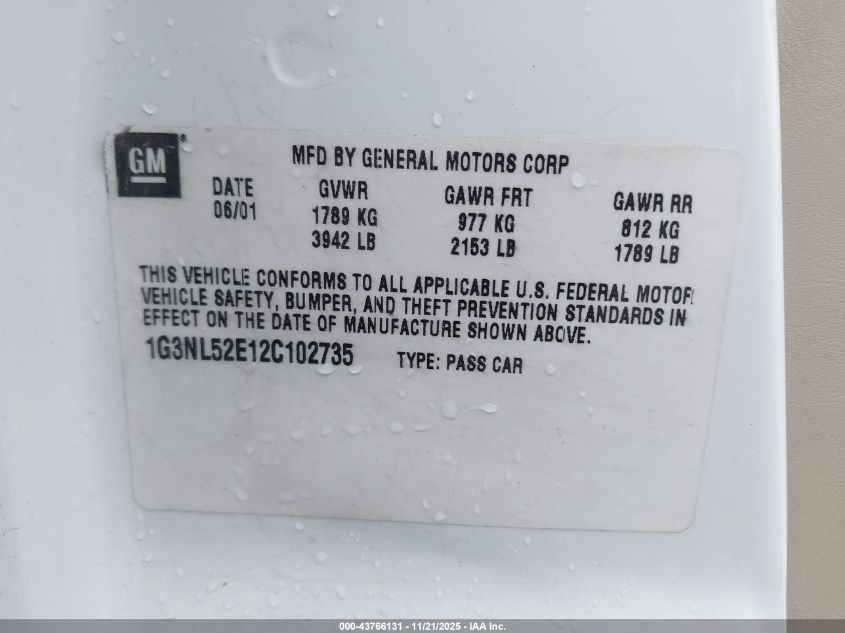 GM ®
MFD BY GENERAL MOTORS CORP
DATE GVWR GAWR FRT GAWR RR
06/01 1789 KG 977 KG 812 KG
3942 LB 2153 LB 1789 LB
THIS VEHICLE CONFORMS TO ALL APPLICABLE U.S. FEDERAL MOTOR
VEHICLE SAFETY, BUMPER, AND THEFT PREVENTION STANDARDS IN
EFFECT ON THE DATE OF MANUFACTURE SHOWN ABOVE.
1G3NL52E12C102735 TYPE: PASS CAR
000-43766131 - 11/21/2025 - IAA Inc.